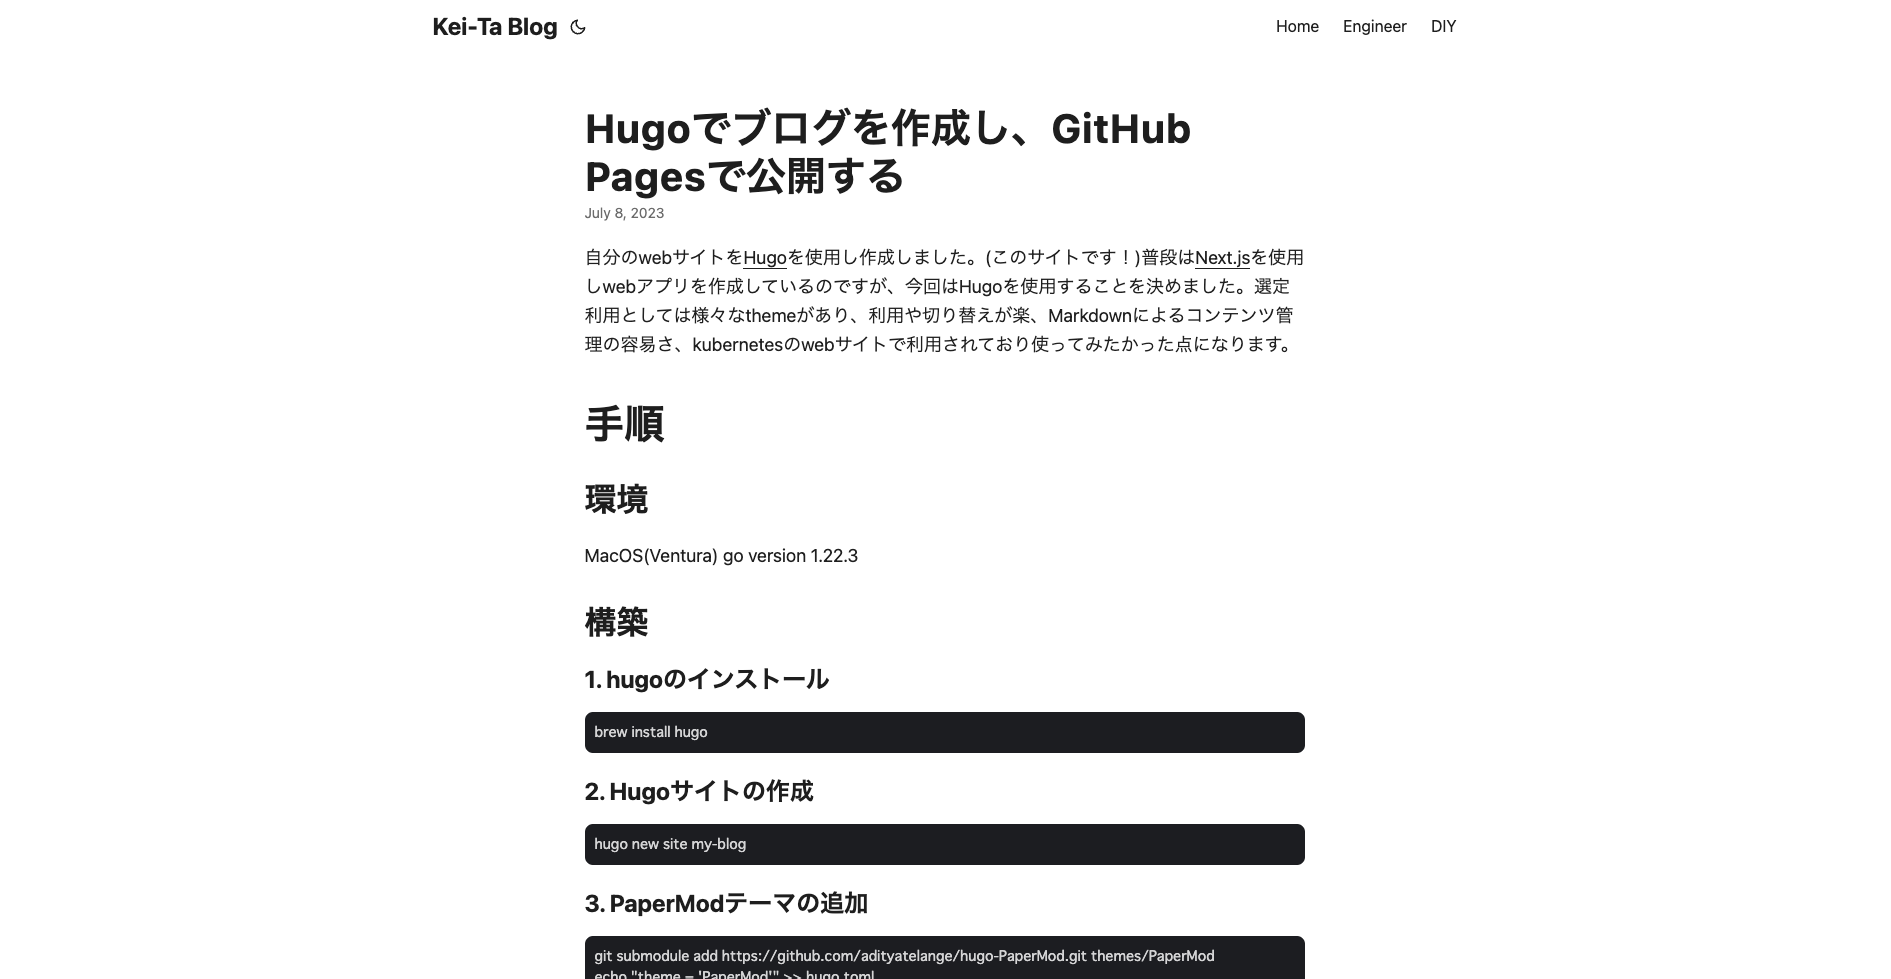 Kei-Ta Blog
Home Engineer DIY
Hugoでブログを作成し、GitHub
Pagesで公開する
July 8, 2023
自分のwebサイトをHugoを使用し作成しました。(このサイトです！)普段はNext.jsを使用
しwebアプリを作成しているのですが、今回はHugoを使用することを決めました。選定
利用としては様々なthemeがあり、利用や切り替えが楽、Markdownによるコンテンツ管
理の容易さ、kubernetesのwebサイトで利用されており使ってみたかった点になります。
手順
環境
MacOS(Ventura) go version 1.22.3
構築
1. hugoのインストール
brew install hugo
2. Hugoサイトの作成
hugo new site my-blog
3. PaperModテーマの追加
git submodule add https://github.com/adityatelange/hugo-PaperMod.git themes/PaperMod
echo "theme = 'PaperMod'" >> hugo.toml